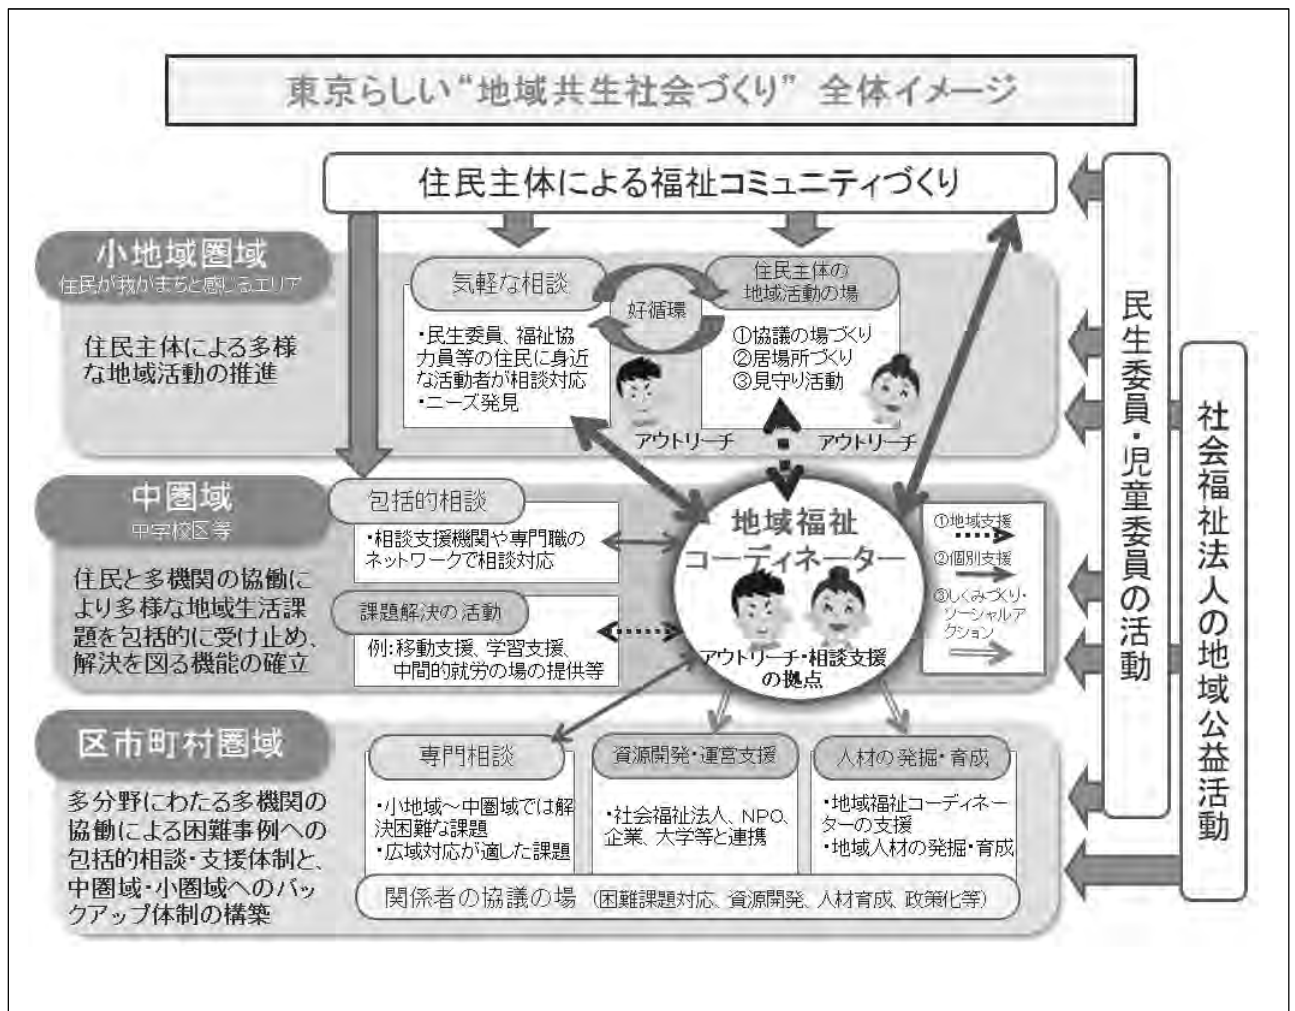 東京らしい“地域共生社会づくり” 全体イメージ
住民主体による福祉コミュニティづくり
小地域圏域
住民が我がまちと感じるエリア
住民主体による多様
な地域活動の推進
気軽な相談
・民生委員、福祉協
力員等の住民に身近
な活動者が相談対応
・ニーズ発見
好循環
住民主体の
地域活動の場
①協議の場づくり
②居場所づくり
③見守り活動
アウトリーチ
アウトリーチ
中圏域
中学校区等
住民と多機関の協働に
より多様な地域生活課
題を包括的に受け止め、
解決を図る機能の確立
包括的相談
・相談支援機関や専門職の
ネットワークで相談対応
課題解決の活動
例:移動支援、学習支援、
中間的就労の場の提供等
地域福祉
コーディネーター
アウトリーチ・相談支援
の拠点
①地域支援
②個別支援
③しくみづくり・
ソーシャルア
クション
区市町村圏域
多分野にわたる多機関の
協働による困難事例への
包括的相談・支援体制と、
中圏域・小圏域へのバッ
クアップ体制の構築
専門相談
・小地域～中圏域では解
決困難な課題
・広域対応が適した課題
資源開発・運営支援
・社会福祉法人、NPO、
企業、大学等と連携
人材の発掘・育成
・地域福祉コーディネー
ターの支援
・地域人材の発掘・育成
関係者の協議の場 (困難課題対応、資源開発、人材育成、政策化等)
民生委員・児童委員の活動
社会福祉法人の地域公益活動